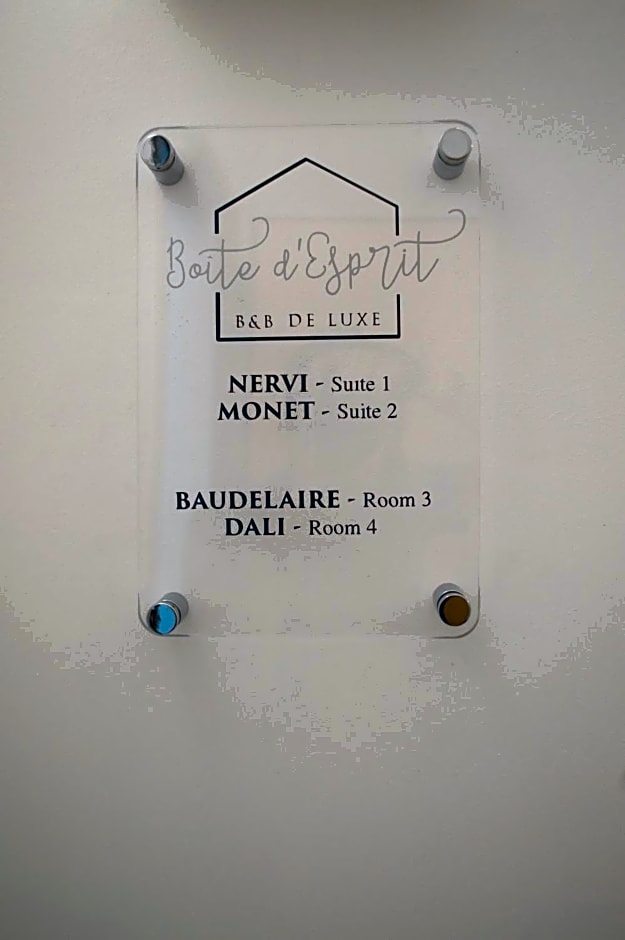 Boite d'Esprit
B&B DE LUXE
NERVI - Suite 1
MONET - Suite 2
BAUDELAIRE - Room 3
DALI - Room 4